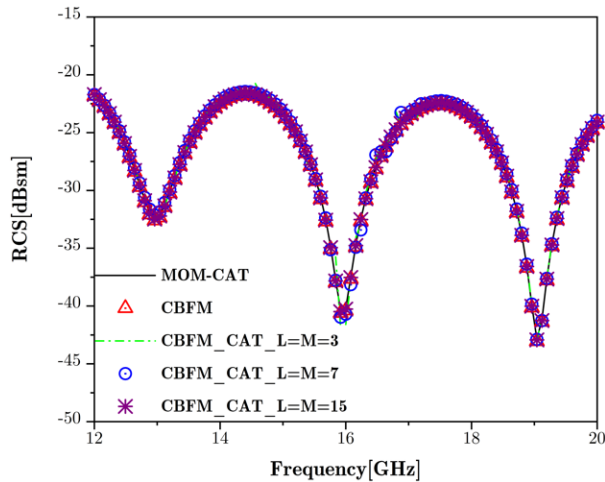 -15
-20
-25
-30
-35
-40
-45
-50
RCS[dBsm]
MOM-CAT
CBFM
CBFM_CAT_L=M=3
CBFM_CAT_L=M=7
CBFM_CAT_L=M=15
12 14 16 18 20
Frequency[GHz]